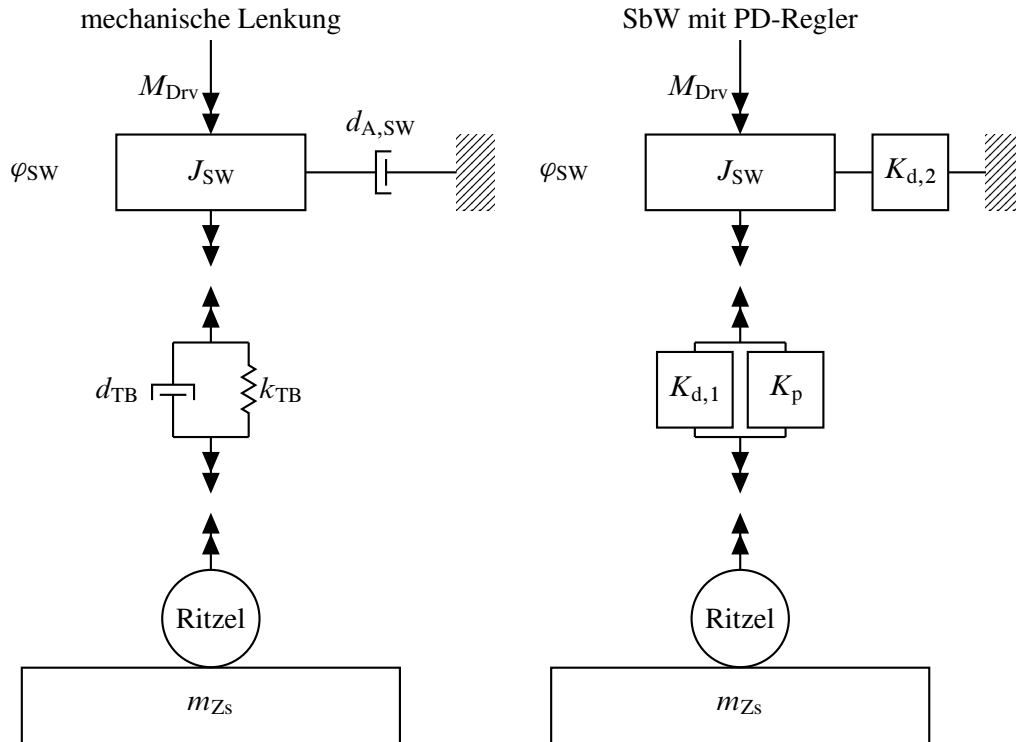 mechanische Lenkung
M_Drv
d_A,SW
φ_SW
J_SW
d_TB
k_TB
Ritzel
m_Zs
SbW mit PD-Regler
M_Drv
φ_SW
J_SW
K_d,2
K_d,1
K_p
Ritzel
m_Zs